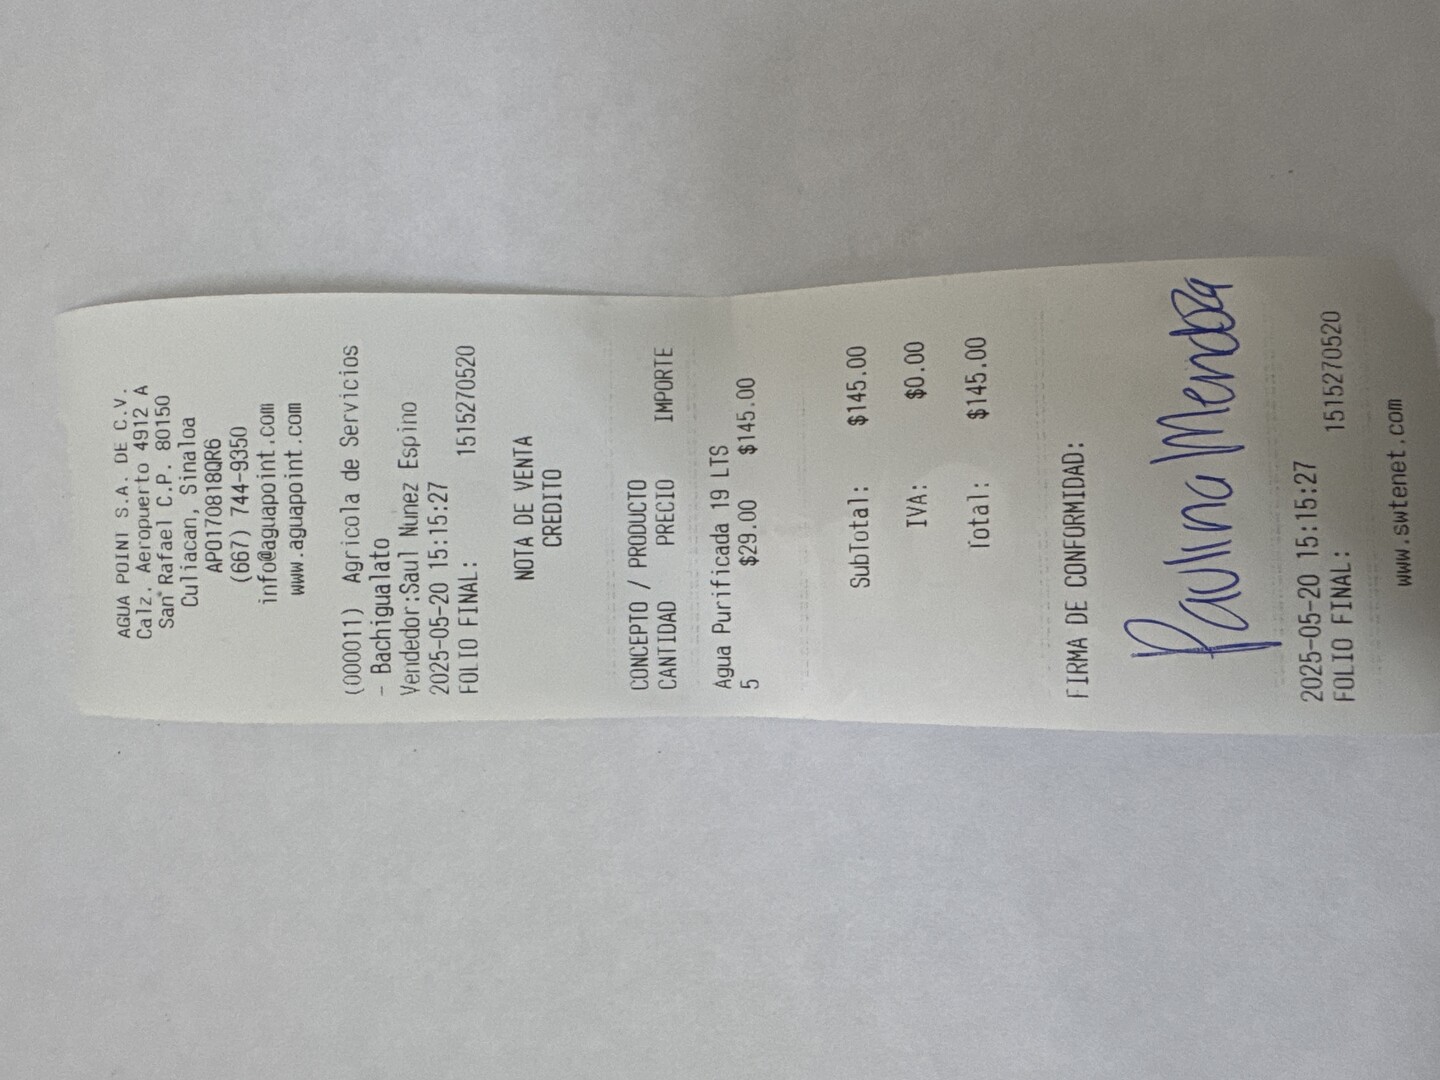 AGUA POINT S.A. DE C.V.
Calz. Aeropuerto 4912 A
San Rafael C.P. 80150
Culiacan, Sinaloa
APO170818QR6
(667) 744-9350
info@aguapoint.com
www.aguapoint.com
(000011) Agricola de Servicios
- Bachigualato
Vendedor:Saul Nunez Espino
2025-05-20 15:15:27
FOLIO FINAL: 1515270520
NOTA DE VENTA
CREDITO
CONCEPTO / PRODUCTO
CANTIDAD PRECIO IMPORTE
Agua Purificada 19 LTS
5 $29.00 $145.00
SubTotal: $145.00
IVA: $0.00
Total: $145.00
FIRMA DE CONFORMIDAD:
Paulina Mendoza
2025-05-20 15:15:27
FOLIO FINAL: 1515270520
www.swtenet.com